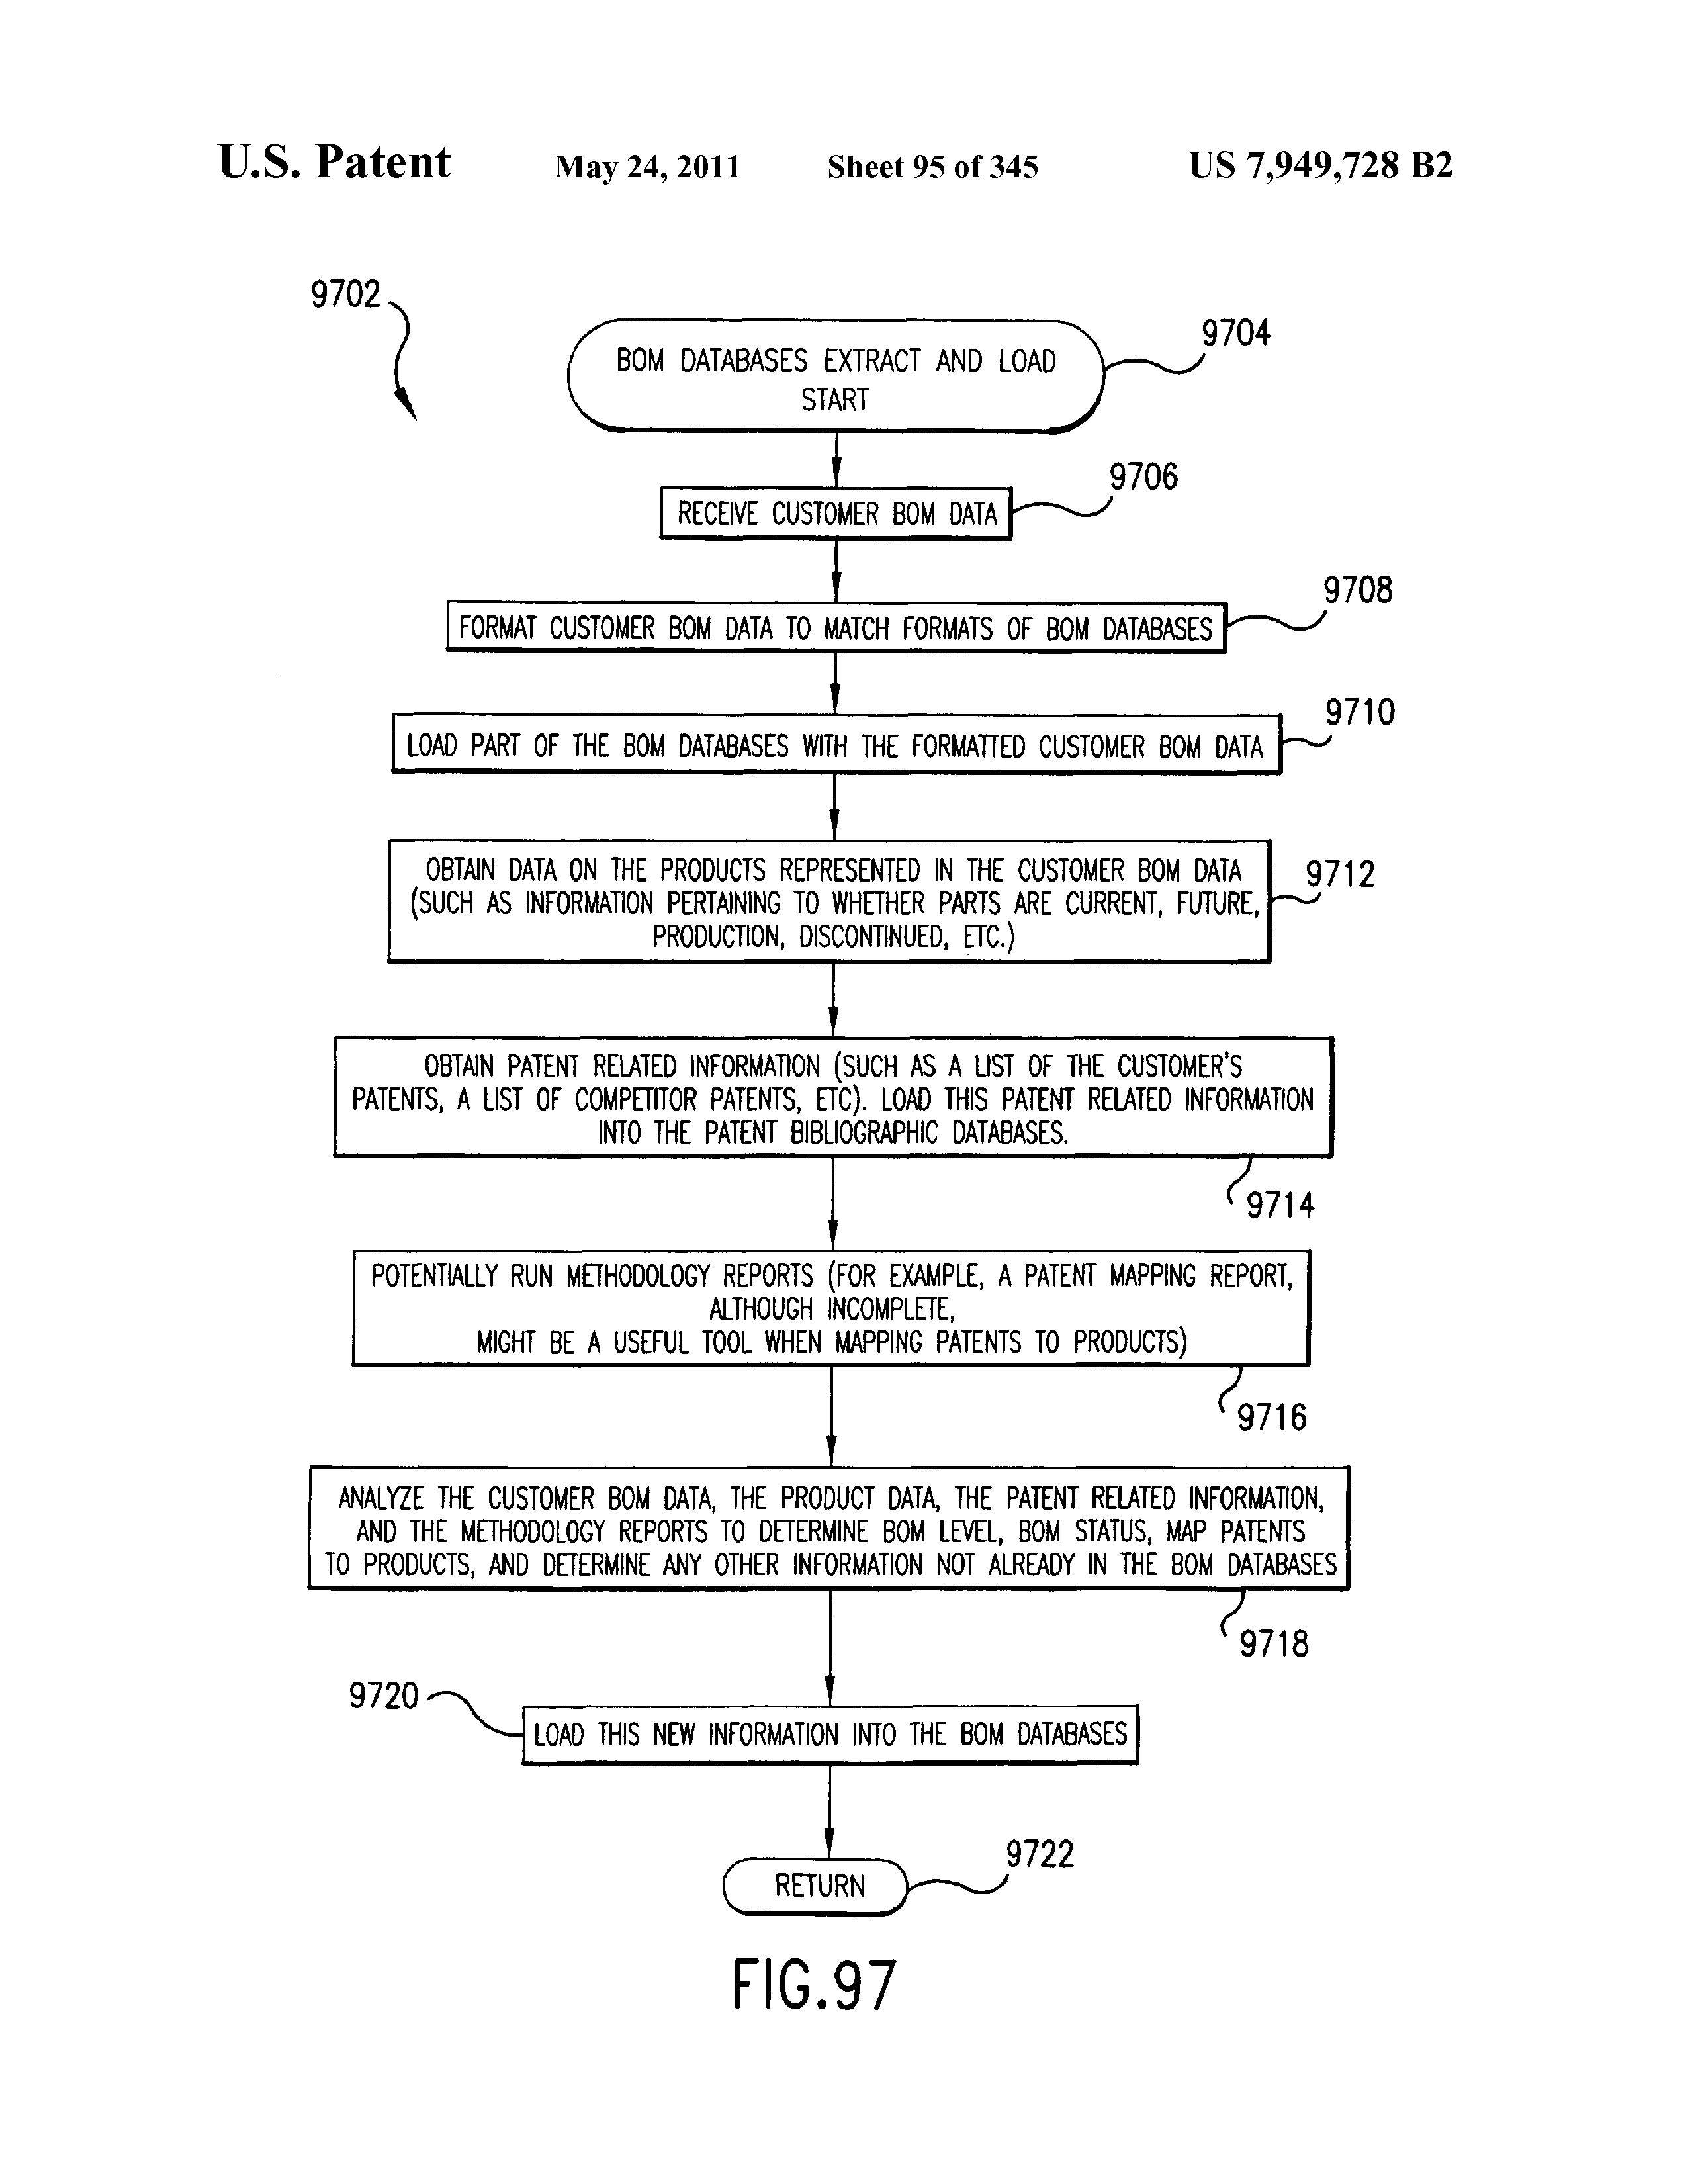 U.S. Patent May 24, 2011 Sheet 95 of 345 US 7,949,728 B2
9702
9704
BOM DATABASES EXTRACT AND LOAD
START
9706
RECEIVE CUSTOMER BOM DATA
9708
FORMAT CUSTOMER BOM DATA TO MATCH FORMATS OF BOM DATABASES
9710
LOAD PART OF THE BOM DATABASES WITH THE FORMATTED CUSTOMER BOM DATA
9712
OBTAIN DATA ON THE PRODUCTS REPRESENTED IN THE CUSTOMER BOM DATA
(SUCH AS INFORMATION PERTAINING TO WHETHER PARTS ARE CURRENT, FUTURE,
PRODUCTION, DISCONTINUED, ETC.)
OBTAIN PATENT RELATED INFORMATION (SUCH AS A LIST OF THE CUSTOMER'S
PATENTS, A LIST OF COMPETITOR PATENTS, ETC). LOAD THIS PATENT RELATED INFORMATION
INTO THE PATENT BIBLIOGRAPHIC DATABASES.
9714
POTENTIALLY RUN METHODOLOGY REPORTS (FOR EXAMPLE, A PATENT MAPPING REPORT,
ALTHOUGH INCOMPLETE,
MIGHT BE A USEFUL TOOL WHEN MAPPING PATENTS TO PRODUCTS)
9716
ANALYZE THE CUSTOMER BOM DATA, THE PRODUCT DATA, THE PATENT RELATED INFORMATION,
AND THE METHODOLOGY REPORTS TO DETERMINE BOM LEVEL, BOM STATUS, MAP PATENTS
TO PRODUCTS, AND DETERMINE ANY OTHER INFORMATION NOT ALREADY IN THE BOM DATABASES
9718
9720
LOAD THIS NEW INFORMATION INTO THE BOM DATABASES
9722
RETURN
FIG.97